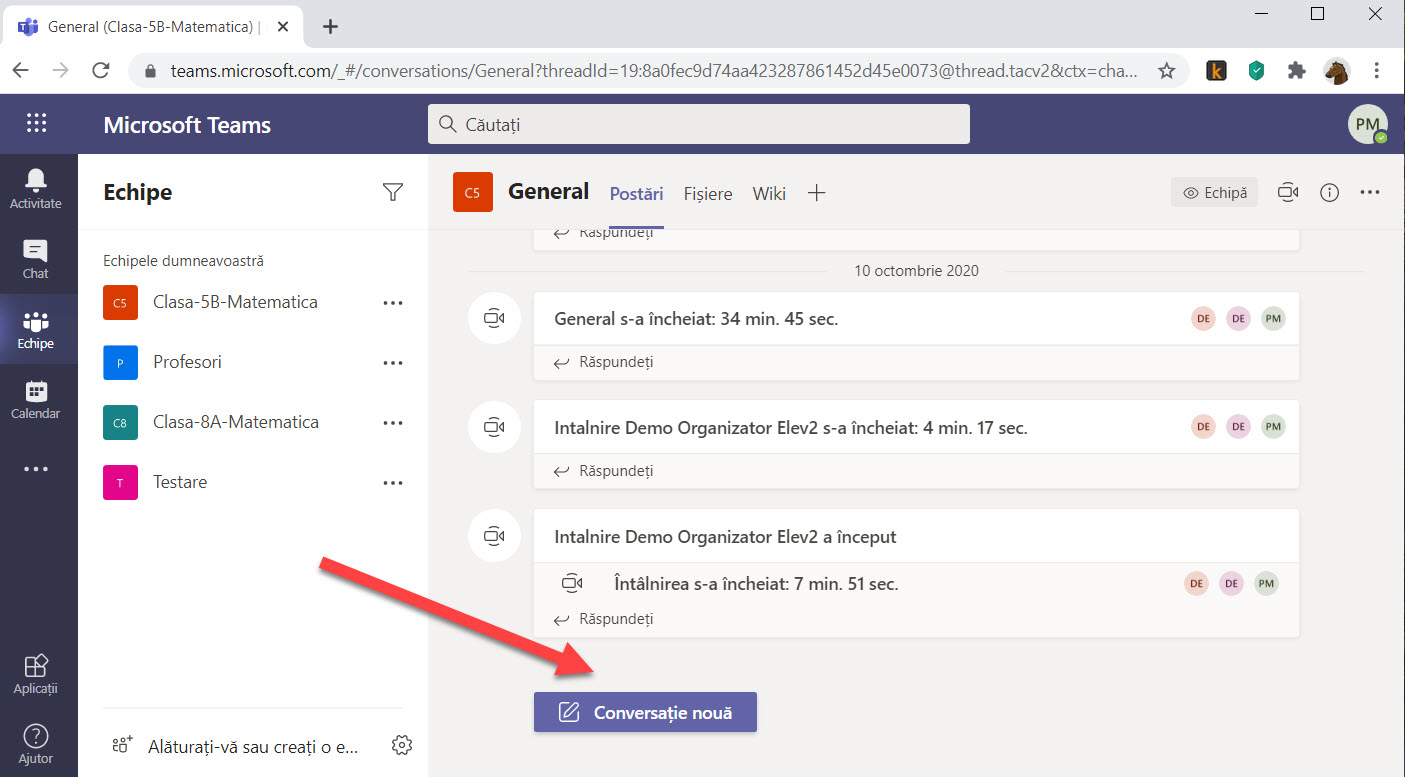 General (Clasa-5B-Matematica) |
teams.microsoft.com/_#/conversations/General?threadId=19:8a0fec9d74aa423287861452d45e0073@thread.tacv2&ctx=cha...
k
Microsoft Teams
Căutați
PM
Activitate
Chat
Echipe
Calendar
Aplicații
Ajutor
Echipe
Echipele dumneavoastră
C5 Clasa-5B-Matematica
P Profesori
C8 Clasa-8A-Matematica
T Testare
Alăturați-vă sau creați o e...
C5 General Postări Fișiere Wiki
Echipă
Răspundeți
10 octombrie 2020
General s-a încheiat: 34 min. 45 sec. DE DE PM
Răspundeți
Intalnire Demo Organizator Elev2 s-a încheiat: 4 min. 17 sec. DE DE PM
Răspundeți
Intalnire Demo Organizator Elev2 a început
Întâlnirea s-a încheiat: 7 min. 51 sec. DE DE PM
Răspundeți
Conversație nouă